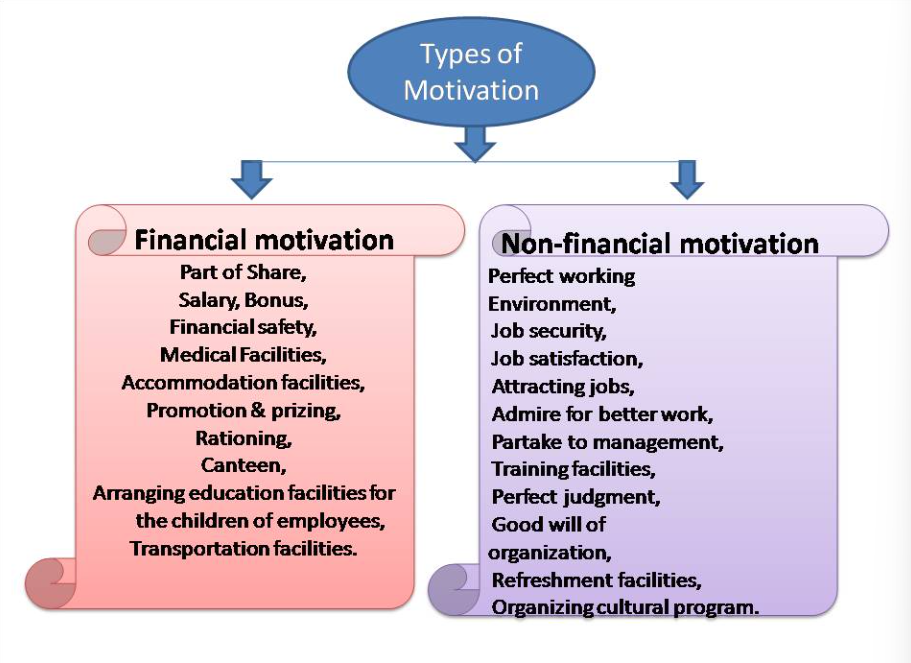 Types of
Motivation
Financial motivation
Part of Share,
Salary, Bonus,
Financial safety,
Medical Facilities,
Accommodation facilities,
Promotion & prizing,
Rationing,
Canteen,
Arranging education facilities for
the children of employees,
Transportation facilities.
Non-financial motivation
Perfect working
Environment,
Job security,
Job satisfaction,
Attracting jobs,
Admire for better work,
Partake to management,
Training facilities,
Perfect judgment,
Good will of
organization,
Refreshment facilities,
Organizing cultural program.